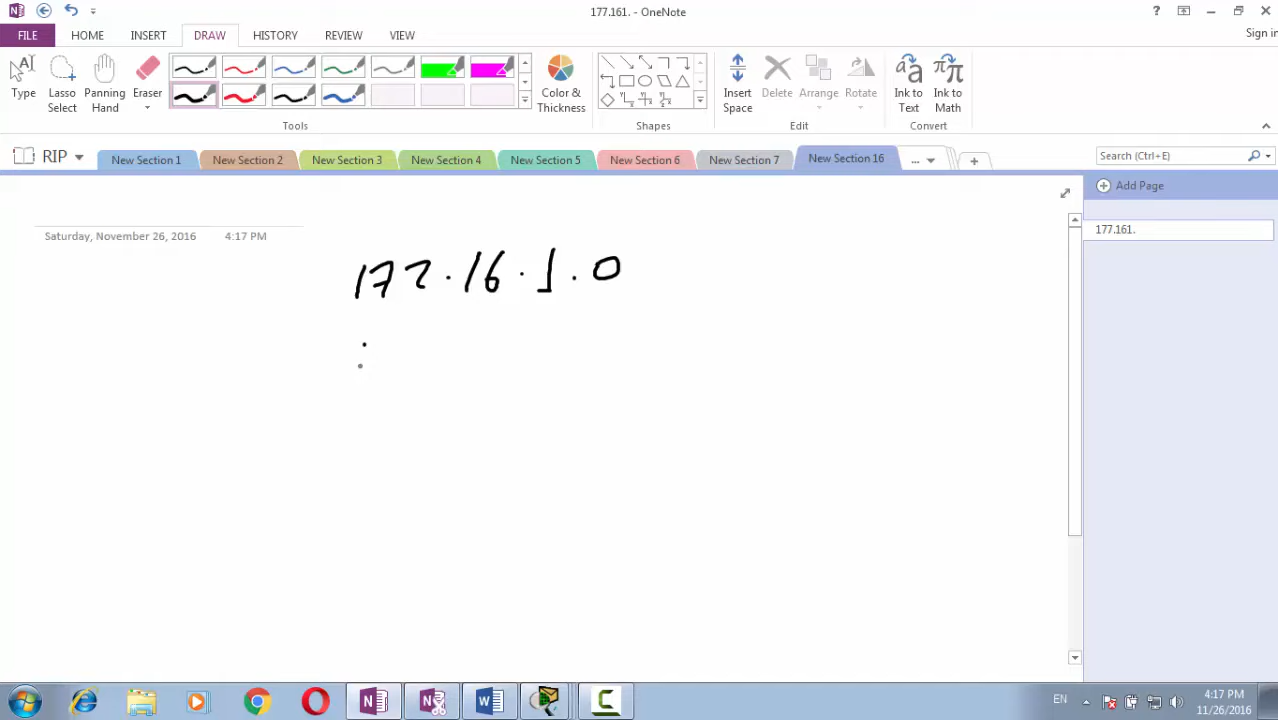 177.161. - OneNote
?
Sign in
FILE HOME INSERT DRAW HISTORY REVIEW VIEW
Type
Lasso Select
Panning Hand
Eraser
Color & Thickness
Insert Space
Delete
Arrange
Rotate
Ink to Text
Ink to Math
Tools
Shapes
Edit
Convert
RIP
New Section 1 New Section 2 New Section 3 New Section 4 New Section 5 New Section 6 New Section 7 New Section 16 ...
Search (Ctrl+E)
Add Page
177.161.
Saturday, November 26, 2016 4:17 PM
172.16.1.0
EN
4:17 PM
11/26/2016